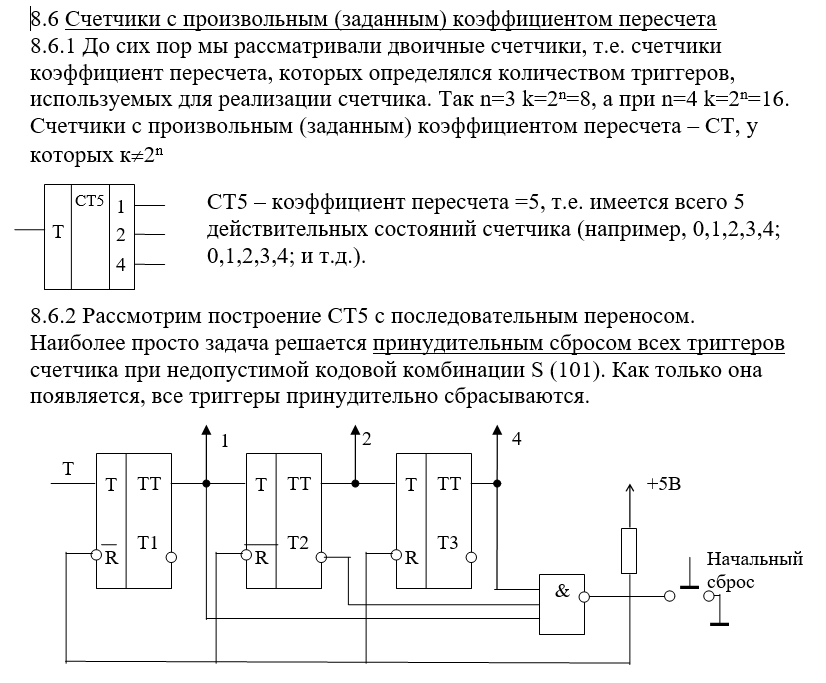 8.6 Счетчики с произвольным (заданным) коэффициентом пересчета
8.6.1 До сих пор мы рассматривали двоичные счетчики, т.е. счетчики
коэффициент пересчета, которых определялся количеством триггеров,
используемых для реализации счетчика. Так n=3 k=2ⁿ=8, а при n=4 k=2ⁿ=16.
Счетчики с произвольным (заданным) коэффициентом пересчета – СТ, у
которых k≠2ⁿ
T
CT5
1
2
4
СТ5 – коэффициент пересчета =5, т.е. имеется всего 5
действительных состояний счетчика (например, 0,1,2,3,4;
0,1,2,3,4; и т.д.).
8.6.2 Рассмотрим построение СТ5 с последовательным переносом.
Наиболее просто задача решается принудительным сбросом всех триггеров
счетчика при недопустимой кодовой комбинации S (101). Как только она
появляется, все триггеры принудительно сбрасываются.
1
2
4
T
T TT
T TT
T TT
+5В
T1
T2
T3
R
R
R
&
Начальный
сброс